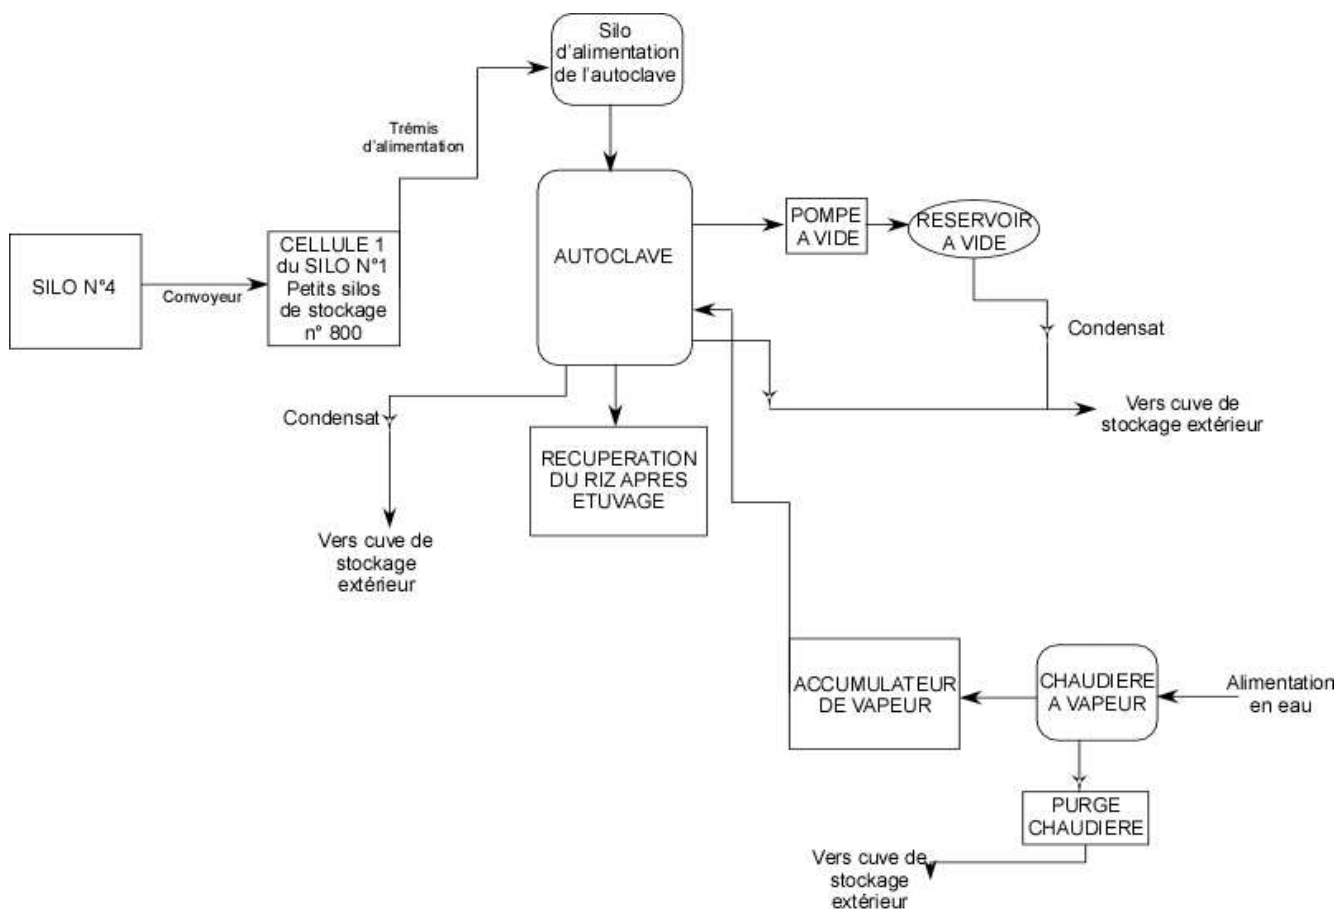 Silo
d'alimentation
de l'autoclave
Trémis
d'alimentation
SILO N°4
Convoyeur
CELLULE 1
du SILO N°1
Petits silos
de stockage
n° 800
AUTOCLAVE
POMPE
A VIDE
RESERVOIR
A VIDE
Condensat
Vers cuve de
stockage extérieur
Condensat
RECUPERATION
DU RIZ APRES
ETUVAGE
Vers cuve de
stockage
extérieur
ACCUMULATEUR
DE VAPEUR
CHAUDIERE
A VAPEUR
Alimentation
en eau
PURGE
CHAUDIERE
Vers cuve de
stockage
extérieur